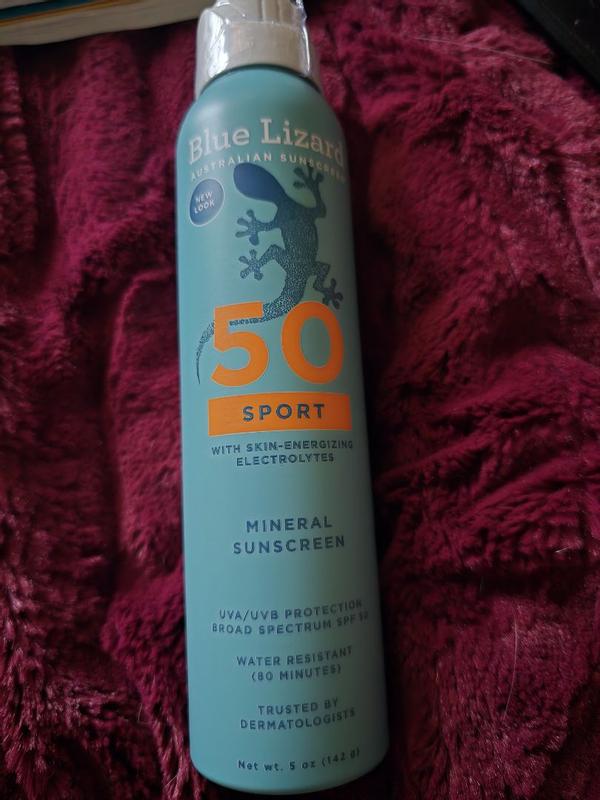 Blue Lizard
AUSTRALIAN SUNSCREEN
NEW
LOOK
50
SPORT
WITH SKIN-ENERGIZING
ELECTROLYTES
MINERAL
SUNSCREEN
UVA/UVB PROTECTION
BROAD SPECTRUM SPF 50
WATER RESISTANT
(80 MINUTES)
TRUSTED BY
DERMATOLOGISTS
Net wt. 5 oz (142 g)